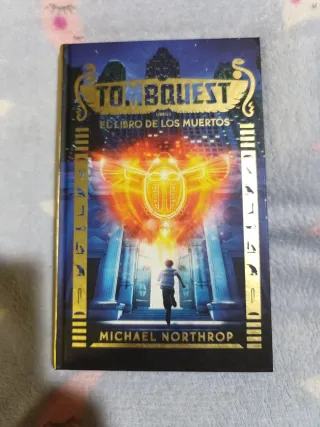 TOMBQUEST
EL LIBRO DE LOS MUERTOS
MICHAEL NORTHROP